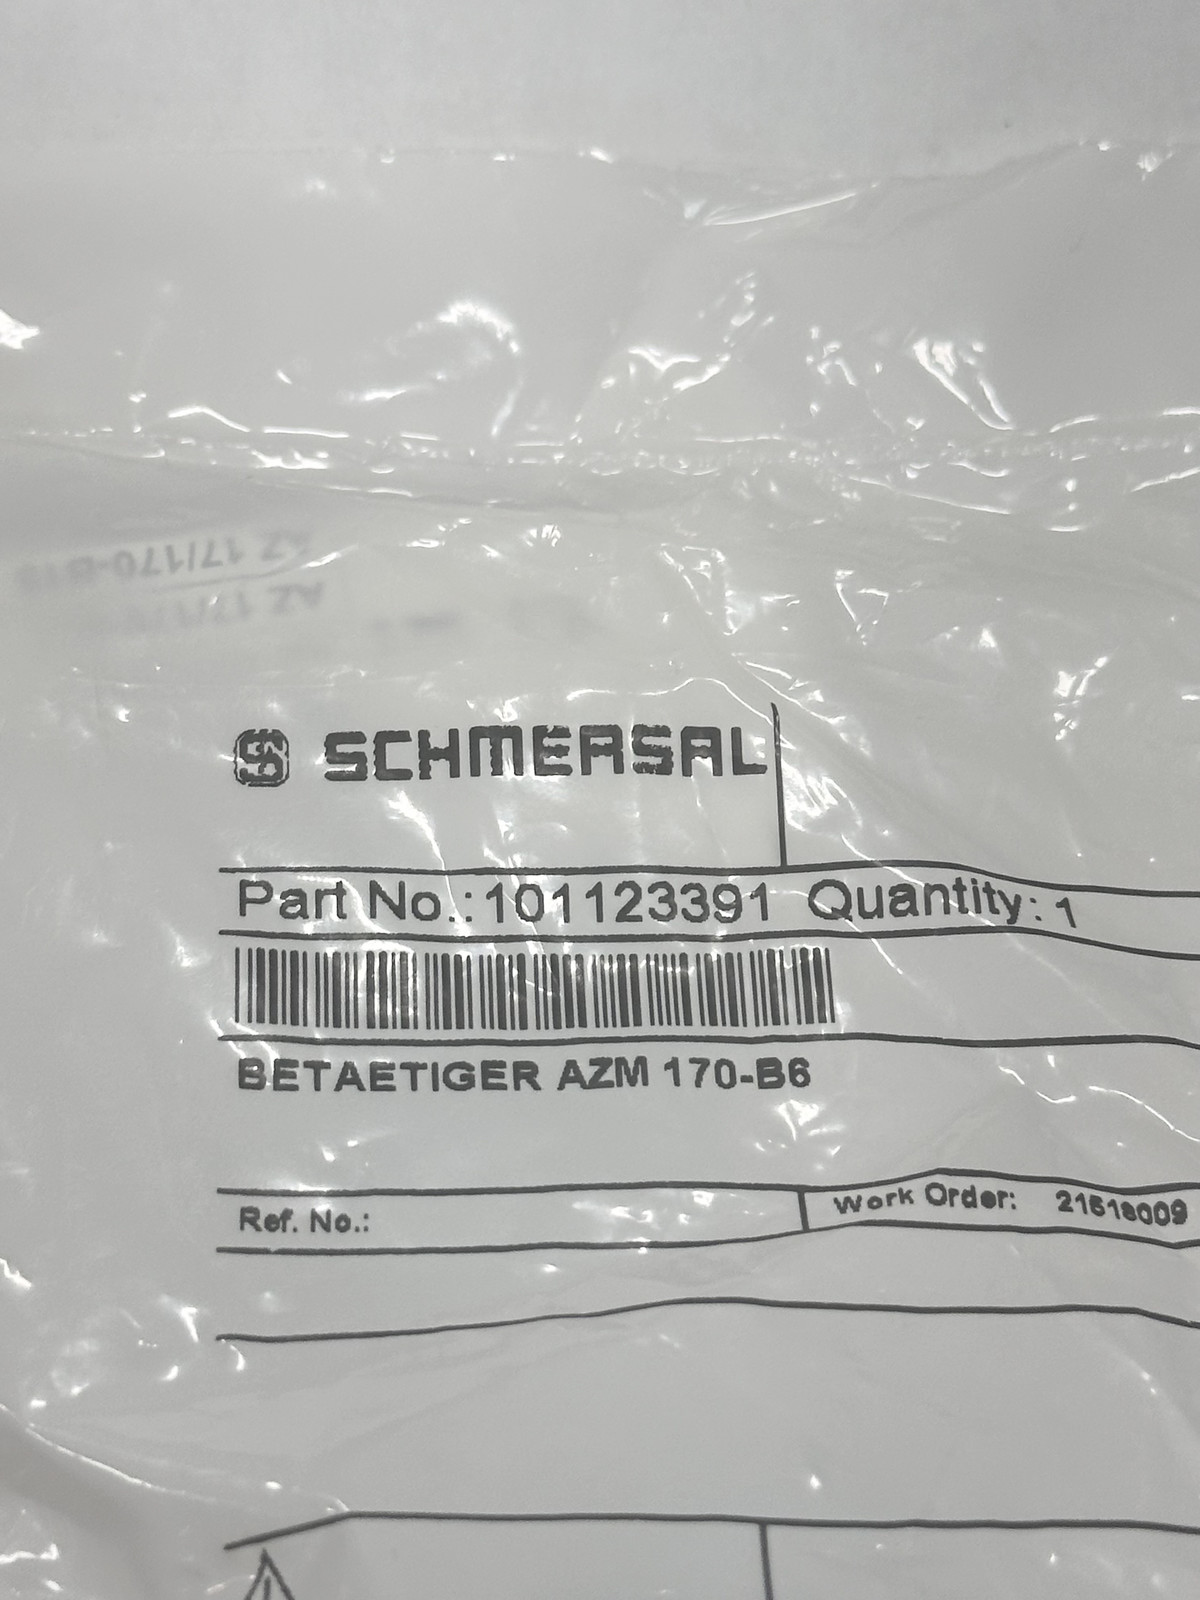 SCHMERSAL
Part No.: 101123391 Quantity: 1
BETAETIGER AZM 170-B6
Ref. No.: Work Order: 21518009